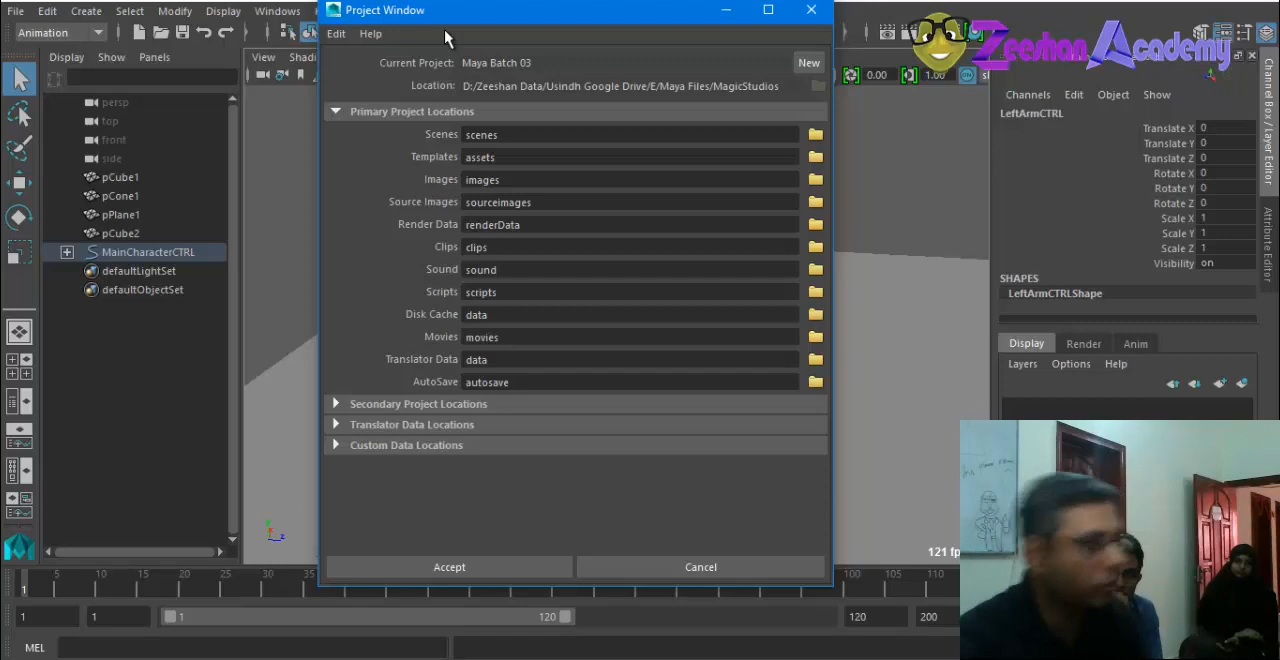 File Edit Create Select Modify Display Windows
Project Window
Zeeshan Academy
Animation
Edit Help
Display Show Panels
View
Current Project: Maya Batch 03
New
0.00
Location: D:/Zeeshan Data/Usindh Google Drive/E/Maya Files/MagicStudios
Channels Edit Object Show
LeftArmCTRL
Primary Project Locations
Scenes scenes
Templates assets
Images images
Source Images sourceimages
Render Data renderData
Clips clips
Sound sound
Scripts scripts
Disk Cache data
Movies movies
Translator Data data
AutoSave autosave
Secondary Project Locations
Translator Data Locations
Custom Data Locations
Accept
Cancel
persp
top
front
side
pCube1
pCone1
pPlane1
pCube2
MainCharacterCTRL
defaultLightSet
defaultObjectSet
Translate X 0
Translate Y 0
Translate Z 0
Rotate X 0
Rotate Y 0
Rotate Z 0
Scale X 1
Scale Y 1
Scale Z 1
Visibility on
SHAPES
LeftArmCTRLShape
Channel Box / Layer Editor
Attribute Editor
Display Render Anim
Layers Options Help
z
1 5 10 15 20 25 30 100 105 110
1 1 1 120 120 200
MEL